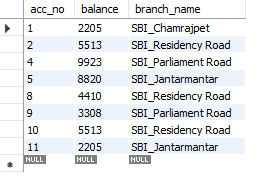 acc_no balance branch_name
1 2205 SBI_Chamrajpet
2 5513 SBI_Residency Road
4 9923 SBI_Parliament Road
5 8820 SBI_Jantarmantar
8 4410 SBI_Residency Road
9 3308 SBI_Parliament Road
10 5513 SBI_Residency Road
11 2205 SBI_Jantarmantar
NULL NULL NULL